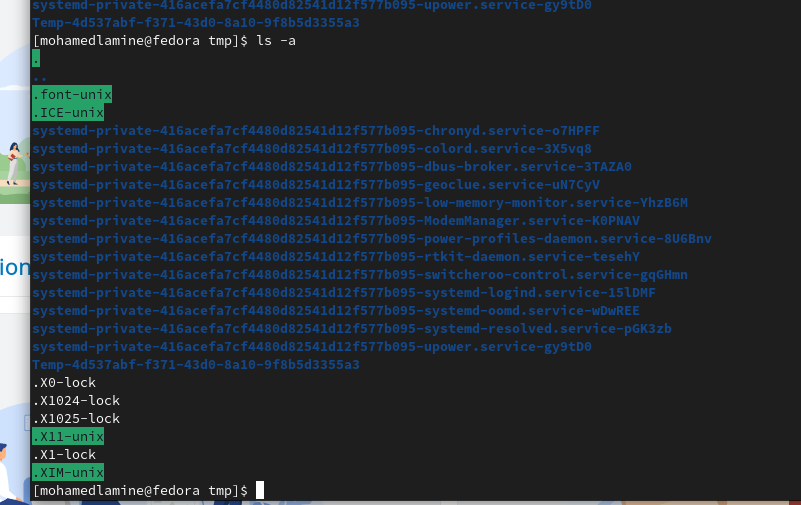 systemd-private-416acefa7cf4480d82541d12f577b095-upower.service-gy9tD0
Temp-4d537abf-f371-43d0-8a10-9f8b5d3355a3
[mohamedlamine@fedora tmp]$ ls -a
.
..
.font-unix
.ICE-unix
systemd-private-416acefa7cf4480d82541d12f577b095-chronyd.service-o7HPFF
systemd-private-416acefa7cf4480d82541d12f577b095-colord.service-3X5vq8
systemd-private-416acefa7cf4480d82541d12f577b095-dbus-broker.service-3TAZA0
systemd-private-416acefa7cf4480d82541d12f577b095-geoclue.service-uN7CyV
systemd-private-416acefa7cf4480d82541d12f577b095-low-memory-monitor.service-YhzB6M
systemd-private-416acefa7cf4480d82541d12f577b095-ModemManager.service-K0PNAV
systemd-private-416acefa7cf4480d82541d12f577b095-power-profiles-daemon.service-8U6Bnv
systemd-private-416acefa7cf4480d82541d12f577b095-rtkit-daemon.service-tesehY
systemd-private-416acefa7cf4480d82541d12f577b095-switcheroo-control.service-gqGHmn
systemd-private-416acefa7cf4480d82541d12f577b095-systemd-logind.service-15lDMF
systemd-private-416acefa7cf4480d82541d12f577b095-systemd-oomd.service-wDwREE
systemd-private-416acefa7cf4480d82541d12f577b095-systemd-resolved.service-pGK3zb
systemd-private-416acefa7cf4480d82541d12f577b095-upower.service-gy9tD0
Temp-4d537abf-f371-43d0-8a10-9f8b5d3355a3
.X0-lock
.X1024-lock
.X1025-lock
.X11-unix
.X1-lock
.XIM-unix
[mohamedlamine@fedora tmp]$
ion